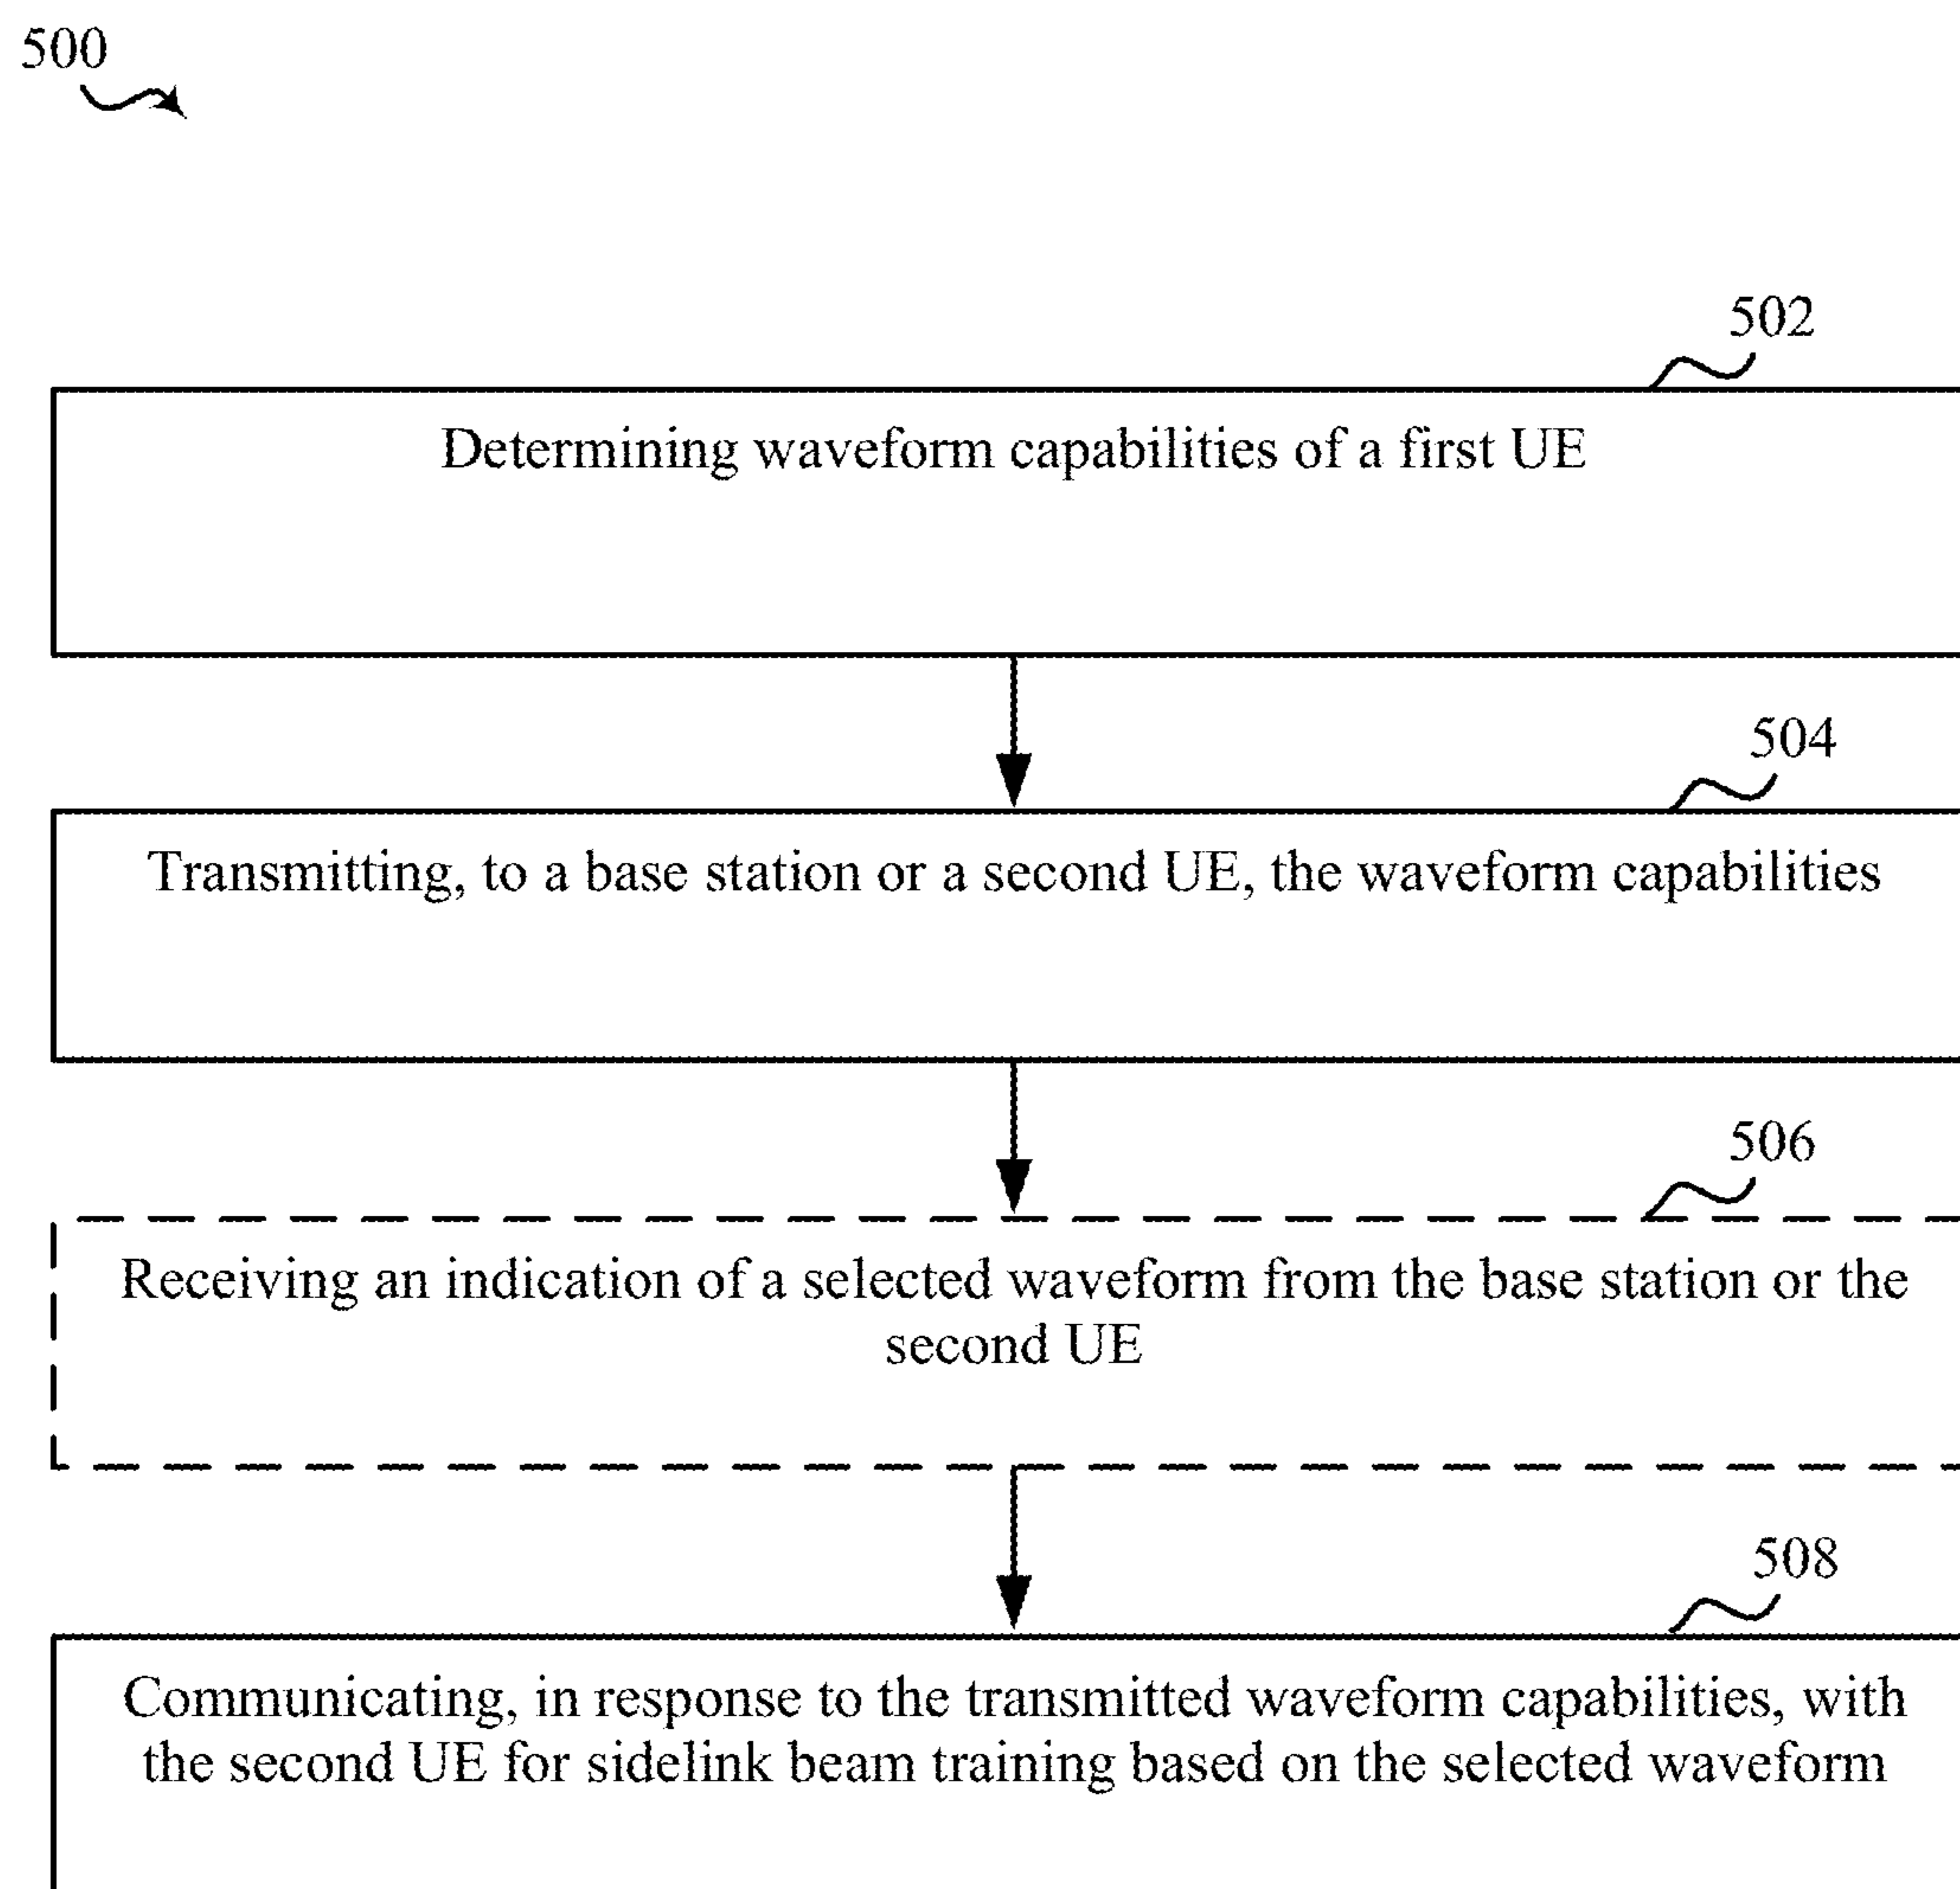 500
502
Determining waveform capabilities of a first UE
504
Transmitting, to a base station or a second UE, the waveform capabilities
506
Receiving an indication of a selected waveform from the base station or the
second UE
508
Communicating, in response to the transmitted waveform capabilities, with
the second UE for sidelink beam training based on the selected waveform